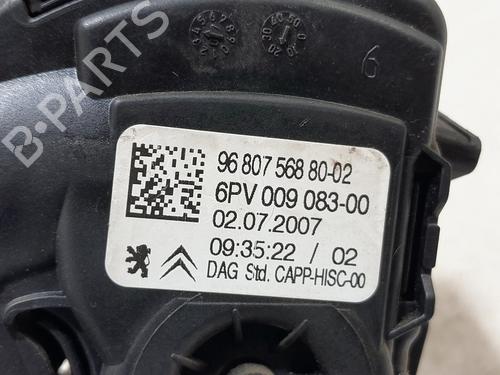 B-PARTS
6
96 807 568 80-02
6PV 009 083-00
02.07.2007
09:35:22 / 02
DAG Std. CAPP-HISC-00